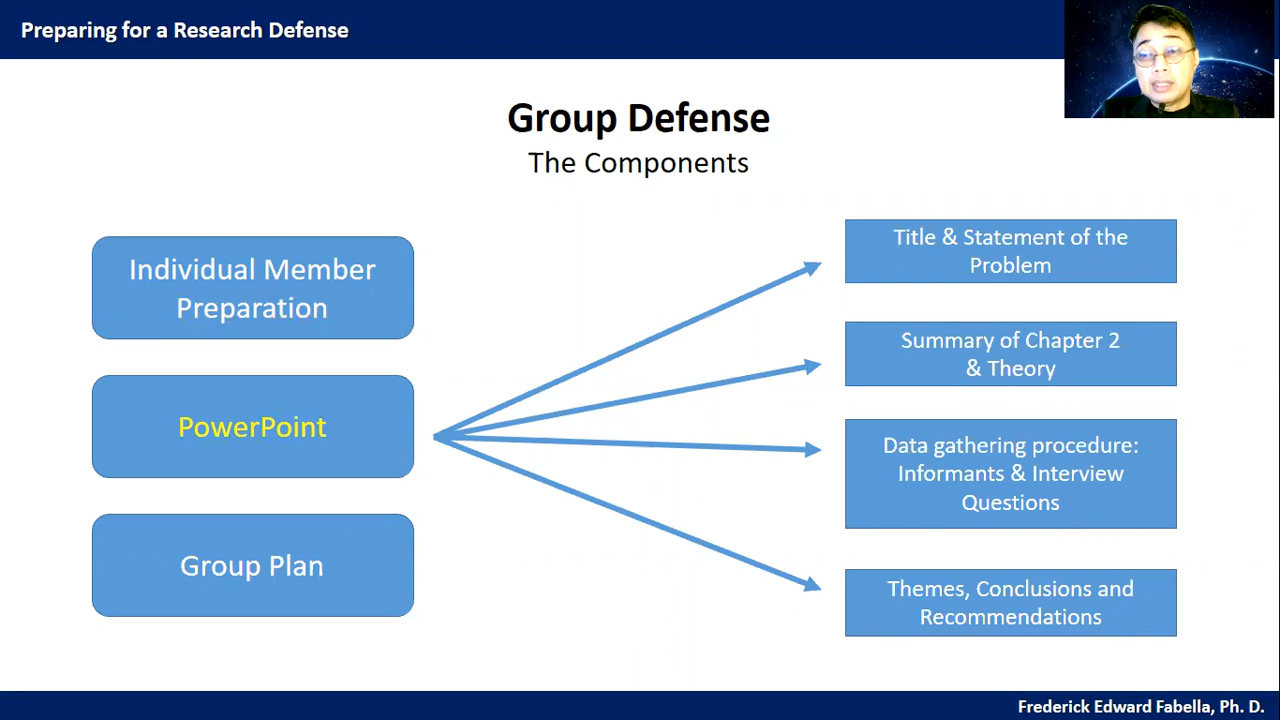 Preparing for a Research Defense
Group Defense
The Components
Individual Member
Preparation
PowerPoint
Group Plan
Title & Statement of the
Problem
Summary of Chapter 2
& Theory
Data gathering procedure:
Informants & Interview
Questions
Themes, Conclusions and
Recommendations
Frederick Edward Fabella, Ph. D.